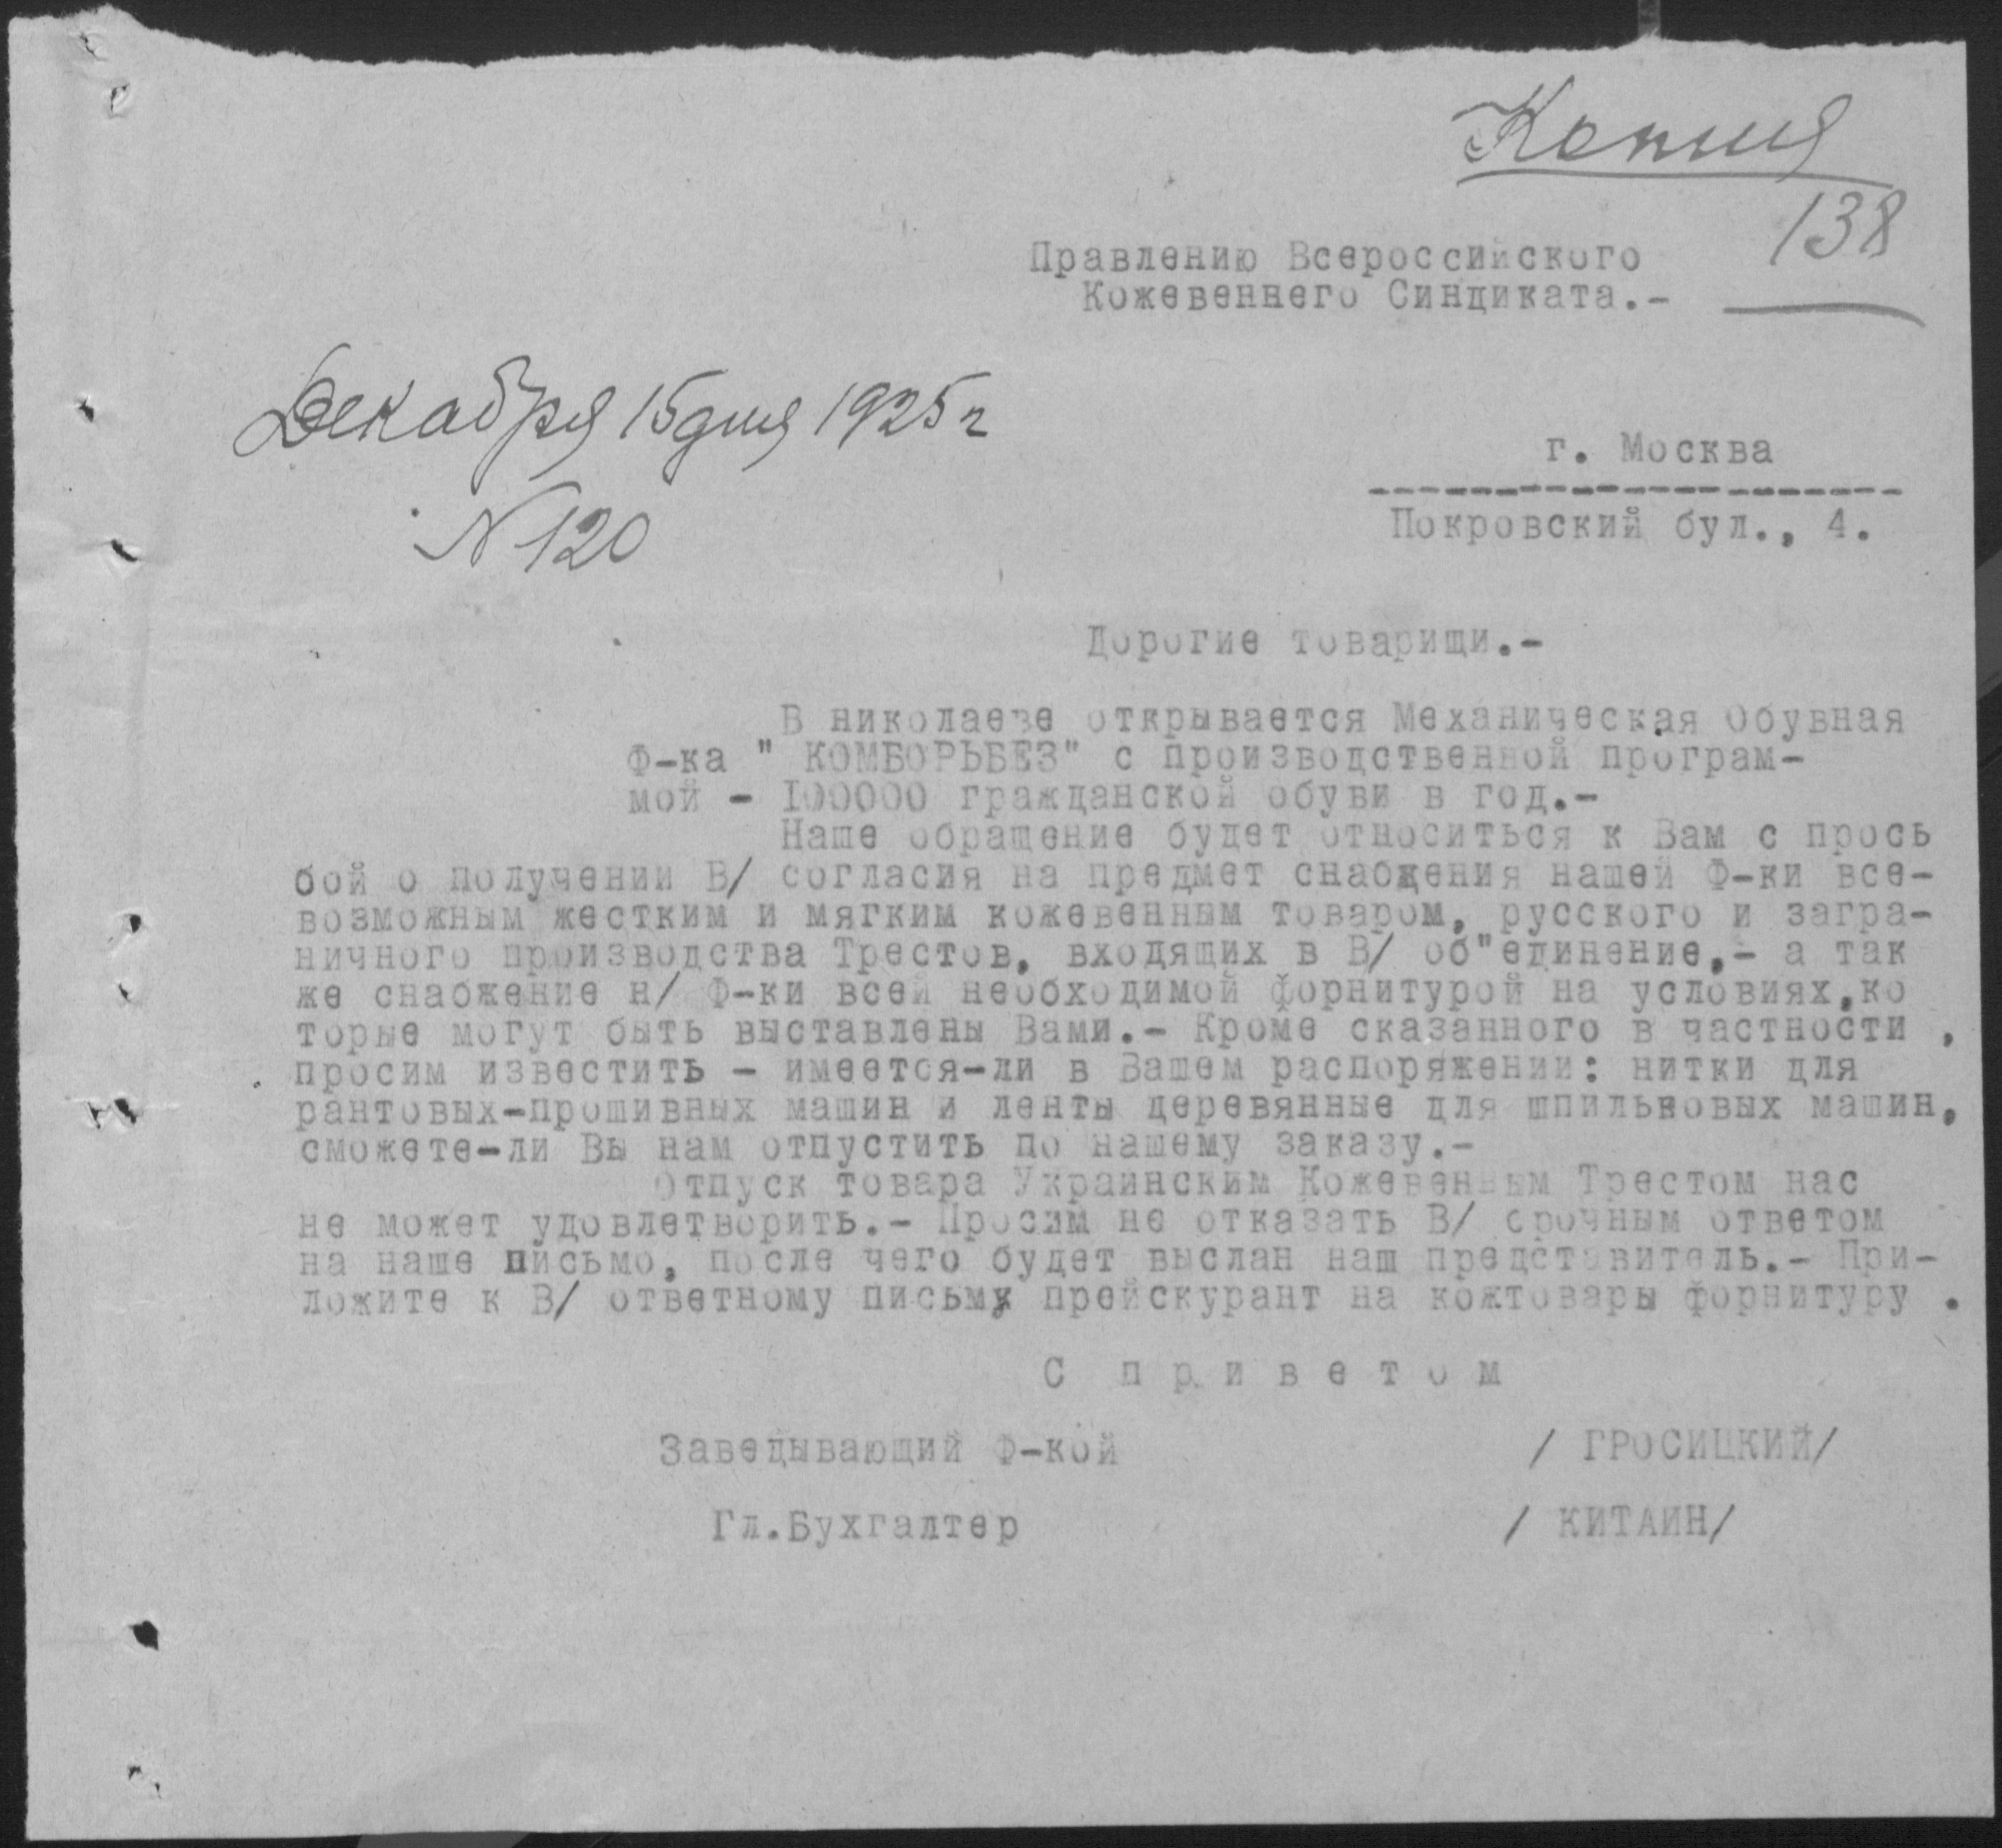 Копия
138
Правлению Всероссийского
Кожевеннего Синдиката.-
Декабря 15 дня 1925 г
N 120
г. Москва
---------------------
Покровский бул., 4.
Дорогие товарищи.-
В николаеве открывается Механическая Обувная
Ф-ка " КОМБОРЬБЕЗ" с производственной програм-
мой - 100000 гражданской обуви в год.-
Наше обращение будет относиться к Вам с прось
бой о получении В/ согласия на предмет снабцения нашей Ф-ки все-
возможным жестким и мягким кожевенным товаром, русского и загра-
ничного производства Трестов, входящих в В/ об"единение,- а так
же снабжение н/ Ф-ки всей необходимой форнитурой на условиях,ко
торые могут быть выставлены Вами.- Кроме сказанного в частности ,
просим известить - имеется-ли в Вашем распоряжении: нитки для
рантовых-прошивных машин и ленты деревянные для шпильковых машин,
сможете-ли Вы нам отпустить по нашему заказу.-
Отпуск товара Украинским Кожевенным Трестом нас
не может удовлетворить.- Просим не отказать В/ срочным ответом
на наше письмо, после чего будет выслан наш представитель.- При-
ложите к В/ ответному письму прейскурант на кожтовары форнитуру .
С приветом
Заведывающий Ф-кой / ГРОСИЦКИЙ/
Гл.Бухгалтер / КИТАИН/